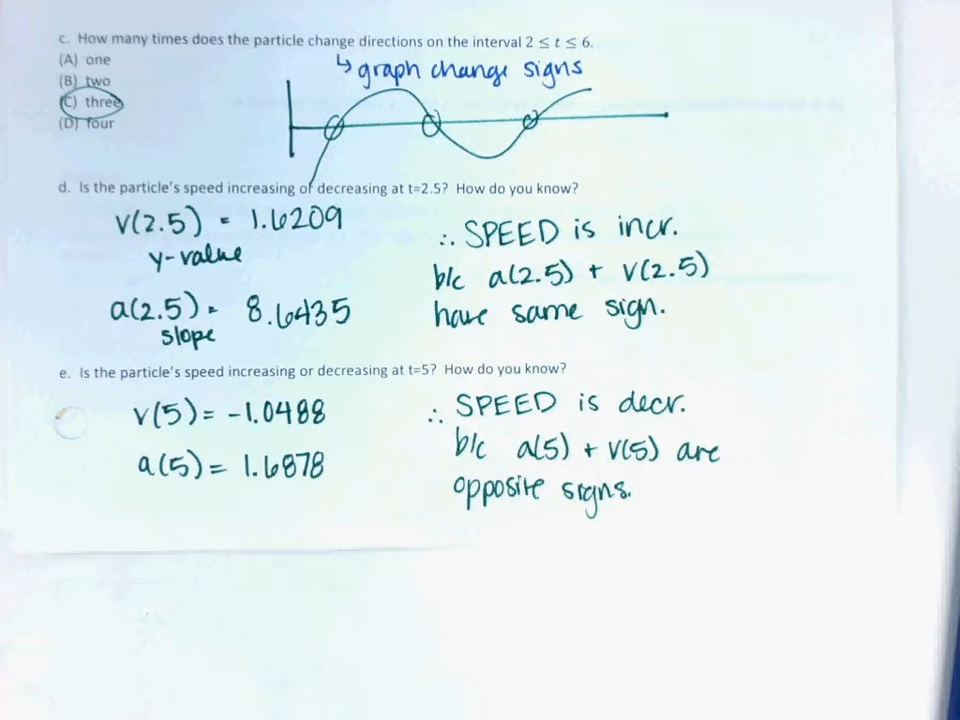 c. How many times does the particle change directions on the interval 2 ≤ t ≤ 6.
(A) one
↳ graph change signs
(B) two
(C) three
(D) four
d. Is the particle's speed increasing or decreasing at t=2.5? How do you know?
v(2.5) = 1.6209
y-value
a(2.5) = 8.6435
slope
∴ SPEED is incr.
b/c a(2.5) + v(2.5)
have same sign.
e. Is the particle's speed increasing or decreasing at t=5? How do you know?
v(5) = -1.0488
a(5) = 1.6878
∴ SPEED is decr.
b/c a(5) + v(5) are
opposite signs.